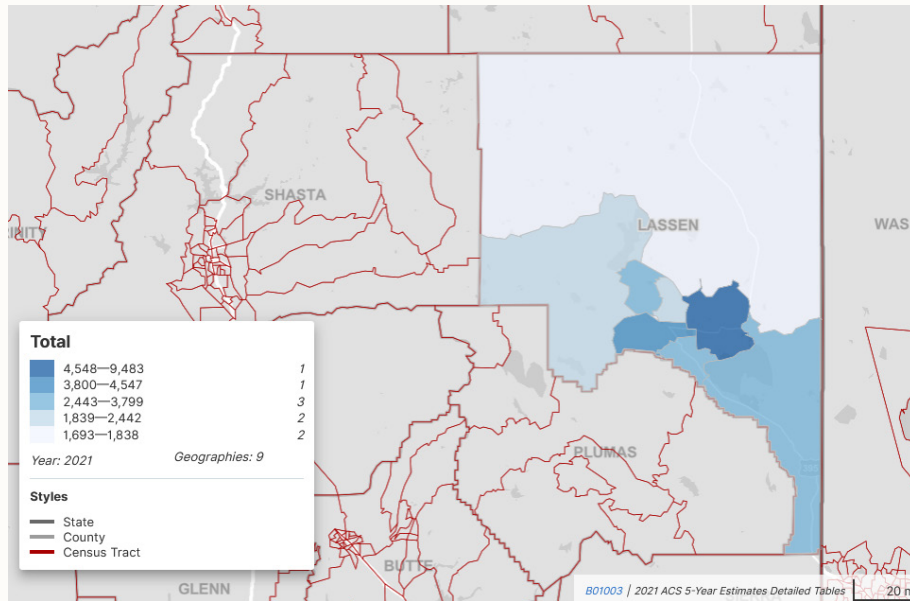 SHASTA
LASSEN
Total
4,548—9,483 1
3,800—4,547 1
2,443—3,799 3
1,839—2,442 2
1,693—1,838 2
Year: 2021 Geographies: 9
Styles
State
County
Census Tract
PLUMAS
BUTTE
GLENN
B01003 | 2021 ACS 5-Year Estimates Detailed Tables
20 m
WAS
RINITY